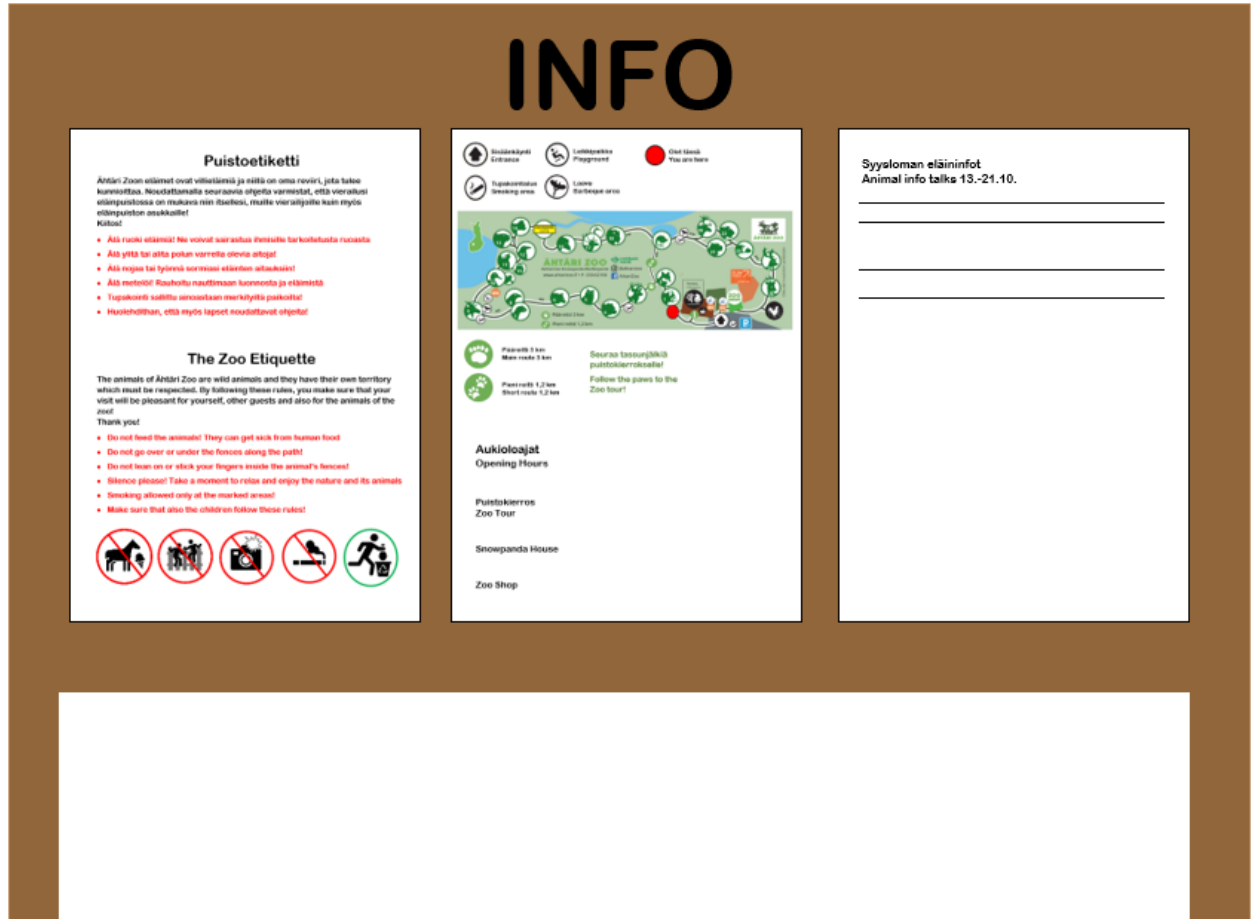 INFO
Puistoetiketti
Ähtäri Zoon eläimet ovat villieläimiä ja niillä on oma reviiri, jota tulee
kunnioittaa. Noudattamalla seuraavia ohjeita varmistat, että vierailusi
eläinpuistossa on mukava niin itsellesi, muille vierailijoille kuin myös
eläinpuiston asukkaille!
Kiitos!
• Älä ruoki eläimiä! Ne voivat sairastua ihmisille tarkoitetusta ruoasta
• Älä ylitä tai alita polun varrella olevia aitoja!
• Älä nojaa tai työnnä sormiasi eläinten aitauksiin!
• Älä metelöi! Rauhoitu nauttimaan luonnosta ja eläimistä
• Tupakointi sallittu ainoastaan merkityillä paikoilla!
• Huolehdithan, että myös lapset noudattavat ohjeita!
The Zoo Etiquette
The animals of Ähtäri Zoo are wild animals and they have their own territory
which must be respected. By following these rules, you make sure that your
visit will be pleasant for yourself, other guests and also for the animals of the
zoo!
Thank you!
• Do not feed the animals! They can get sick from human food
• Do not go over or under the fences along the path!
• Do not lean on or stick your fingers inside the animal's fences!
• Silence please! Take a moment to relax and enjoy the nature and its animals
• Smoking allowed only at the marked areas!
• Make sure that also the children follow these rules!
Sisäänkäynti
Entrance
Leikkipaikka
Playground
Olet tässä
You are here
Tupakointialue
Smoking area
Laavu
Barbeque area
ÄHTÄRI ZOO
ÄHTÄRI ZOO
P
Pääreitti 3 km
Main route 3 km
Pieni reitti 1,2 km
Short route 1,2 km
Seuraa tassunjälkiä
puistokierrokselle!
Follow the paws to the
Zoo tour!
Aukioloajat
Opening Hours
Puistokierros
Zoo Tour
Snowpanda House
Zoo Shop
Syysloman eläininfot
Animal info talks 13.-21.10.